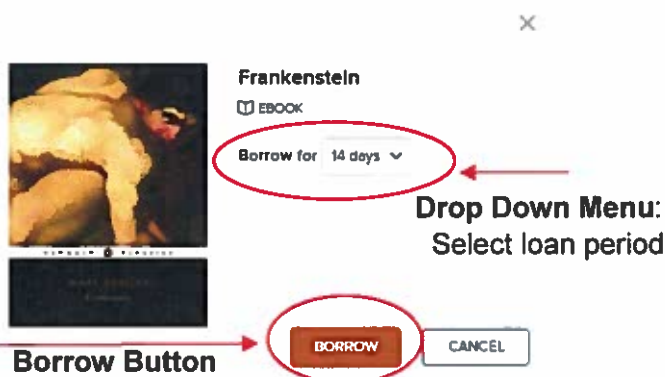 Frankenstein
EBOOK
Borrow for 14 days
Drop Down Menu:
Select loan period
BORROW
CANCEL
Borrow Button